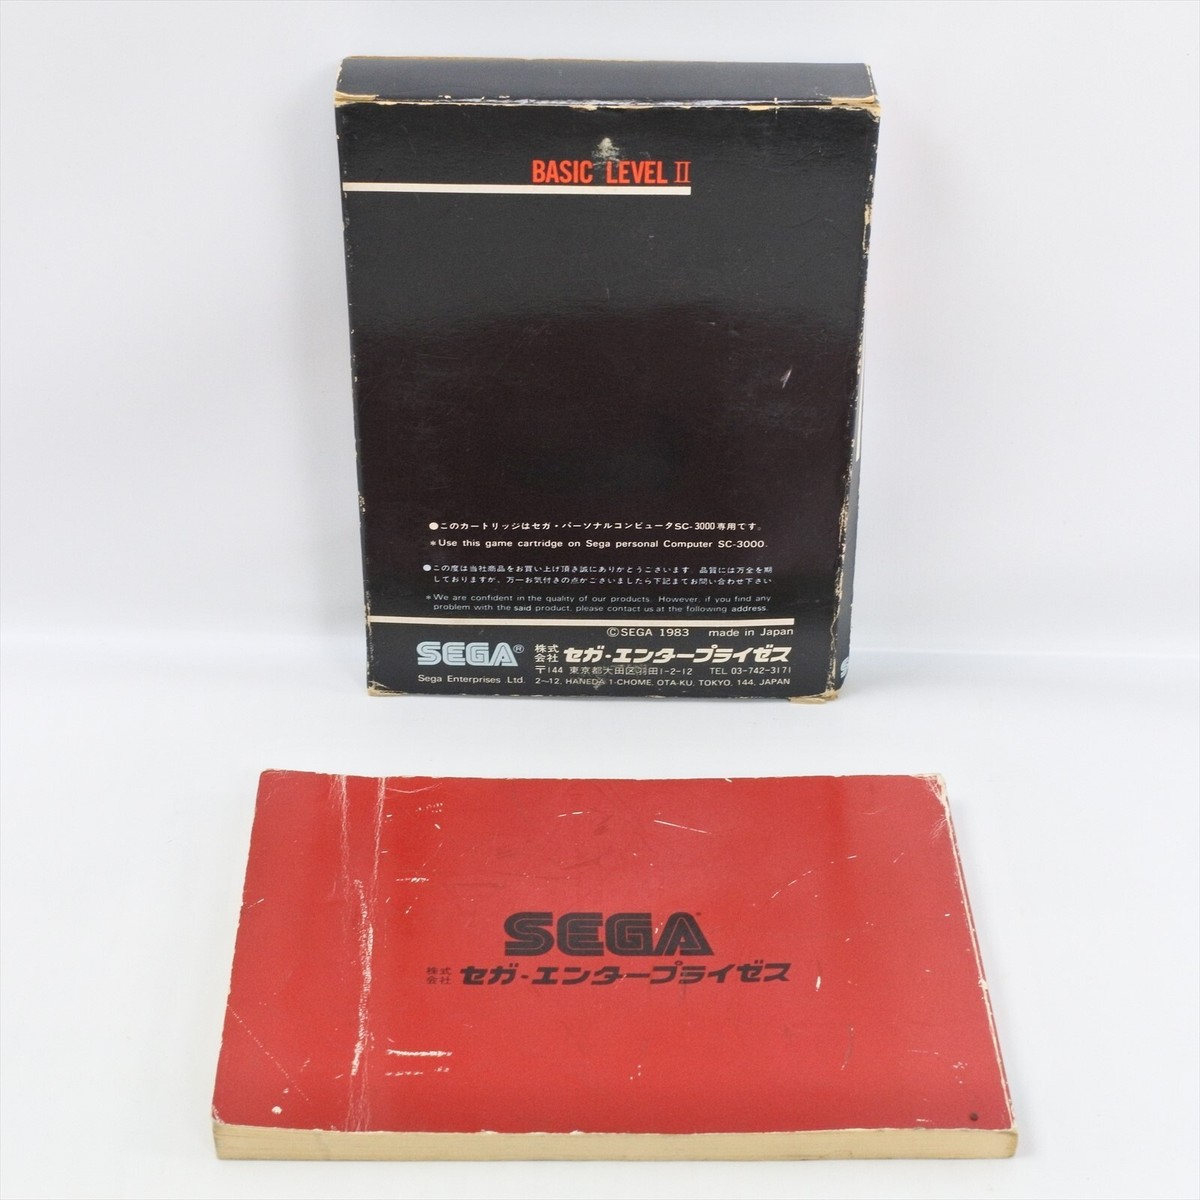 BASIC LEVEL II
●このカートリッジはセガ・パーソナルコンピュータSC-3000専用です。
*Use this game cartridge on Sega personal Computer SC-3000.
●この度は当社商品をお買い上げ頂き誠にありがとうございます。品質には万全を期
しておりますが、万一お気付きの点がございましたら下記までお問い合わせ下さい
*We are confident in the quality of our products. However, if you find any
problem with the said product, please contact us at the following address.
©SEGA 1983 made in Japan
SEGA® 株式会社 セガ・エンタープライゼス
〒144 東京都大田区羽田1-2-12 TEL 03-742-3171
Sega Enterprises Ltd. 2~12, HANEDA 1-CHOME, OTA-KU, TOKYO, 144, JAPAN
SEGA
株式会社 セガ・エンタープライゼス